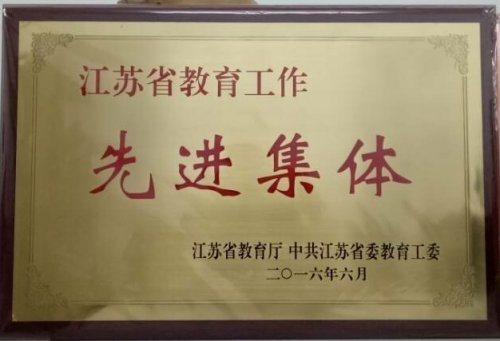 江苏省教育工作
先进集体
江苏省教育厅 中共江苏省委教育工委
二〇一六年六月